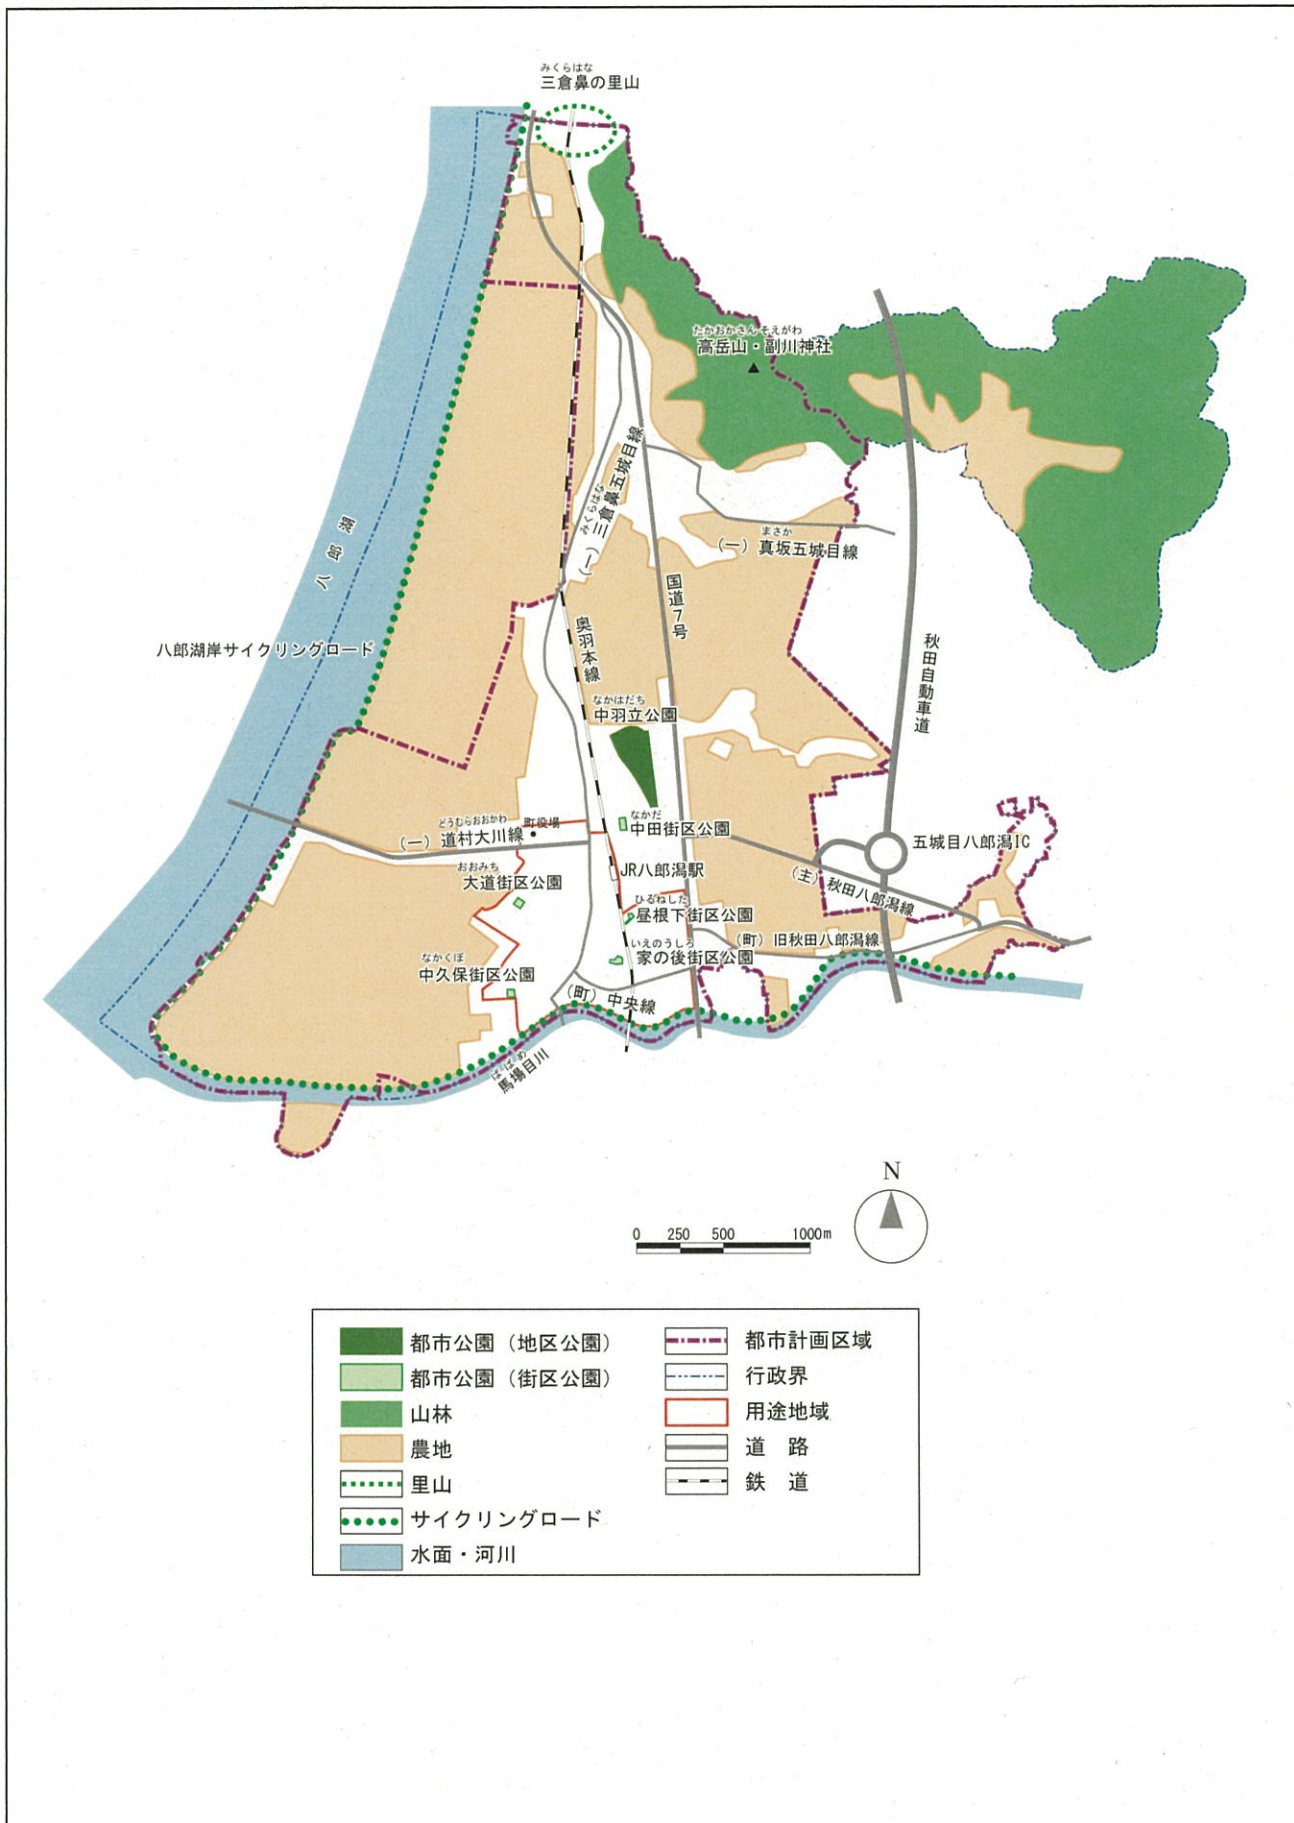 みくらはな
三倉鼻の里山
たかおかさんそえがわ
高岳山・副川神社
(一)三倉鼻五城目線
みくらはな
まさか
(一)真坂五城目線
国道7号
八郎湖
奥羽本線
秋田自動車道
八郎湖岸サイクリングロード
なかはだち
中羽立公園
なかだ
中田街区公園
どうむらおおかわ
(一)道村大川線
町役場
五城目八郎潟IC
JR八郎潟駅
(主)秋田八郎潟線
おおみち
大道街区公園
ひるねした
昼根下街区公園
(町)旧秋田八郎潟線
いえのうしろ
家の後街区公園
なかくぼ
中久保街区公園
(町)中央線
ばばめ
馬場目川
N
0 250 500 1000m
都市公園(地区公園)
都市公園(街区公園)
山林
農地
里山
サイクリングロード
水面・河川
都市計画区域
行政界
用途地域
道 路
鉄 道